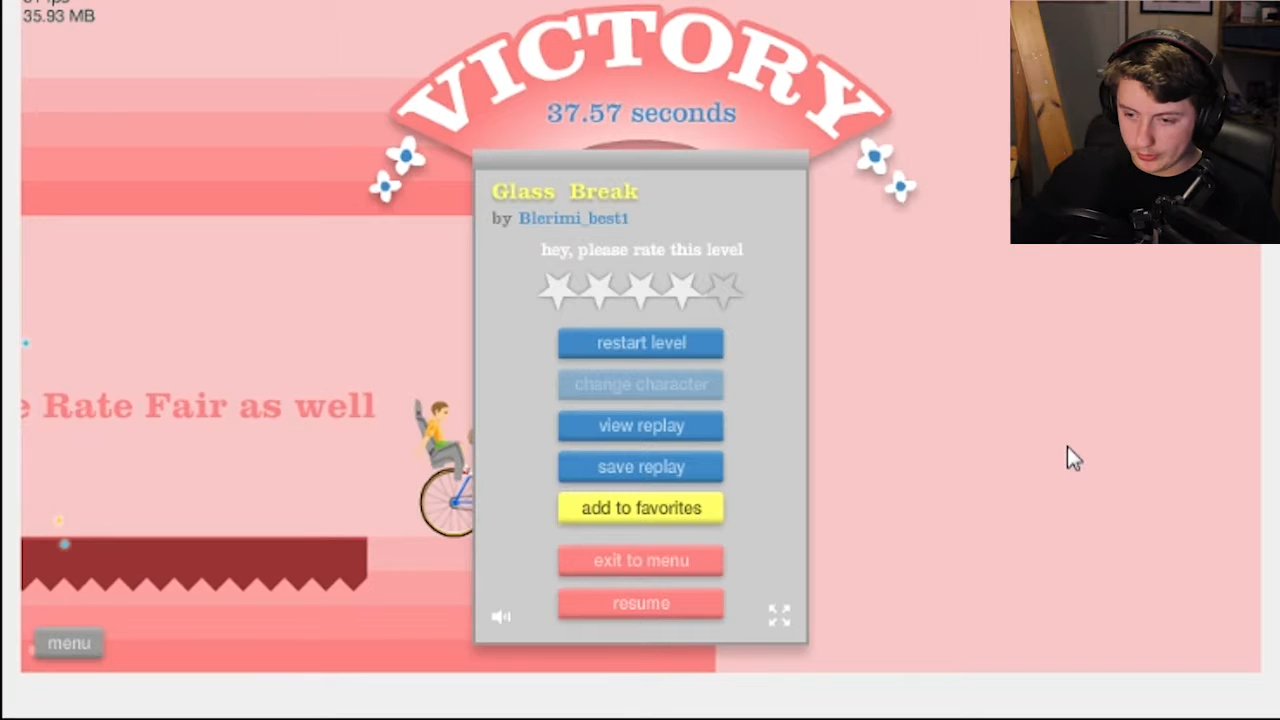 35.93 MB
VICTORY
37.57 seconds
Glass Break
by Blerimi_best1
hey, please rate this level
restart level
change character
view replay
save replay
add to favorites
exit to menu
resume
Rate Fair as well
menu